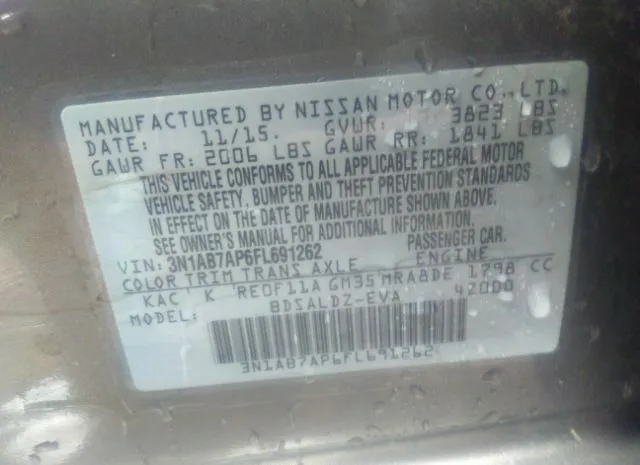 MANUFACTURED BY NISSAN MOTOR CO., LTD.
DATE: 11/15. GVWR: 3823 LBS
GAWR FR: 2006 LBS GAWR RR: 1841 LBS
THIS VEHICLE CONFORMS TO ALL APPLICABLE FEDERAL MOTOR
VEHICLE SAFETY, BUMPER AND THEFT PREVENTION STANDARDS
IN EFFECT ON THE DATE OF MANUFACTURE SHOWN ABOVE.
SEE OWNER'S MANUAL FOR ADDITIONAL INFORMATION.
VIN: 3N1AB7AP6FL691262 PASSENGER CAR.
COLOR TRIM TRANS AXLE ENGINE
KAC K RE0F11A GM35 MRA8DE 1798 CC
MODEL: BDSALDZ-EVA 42000
3N1AB7AP6FL691262